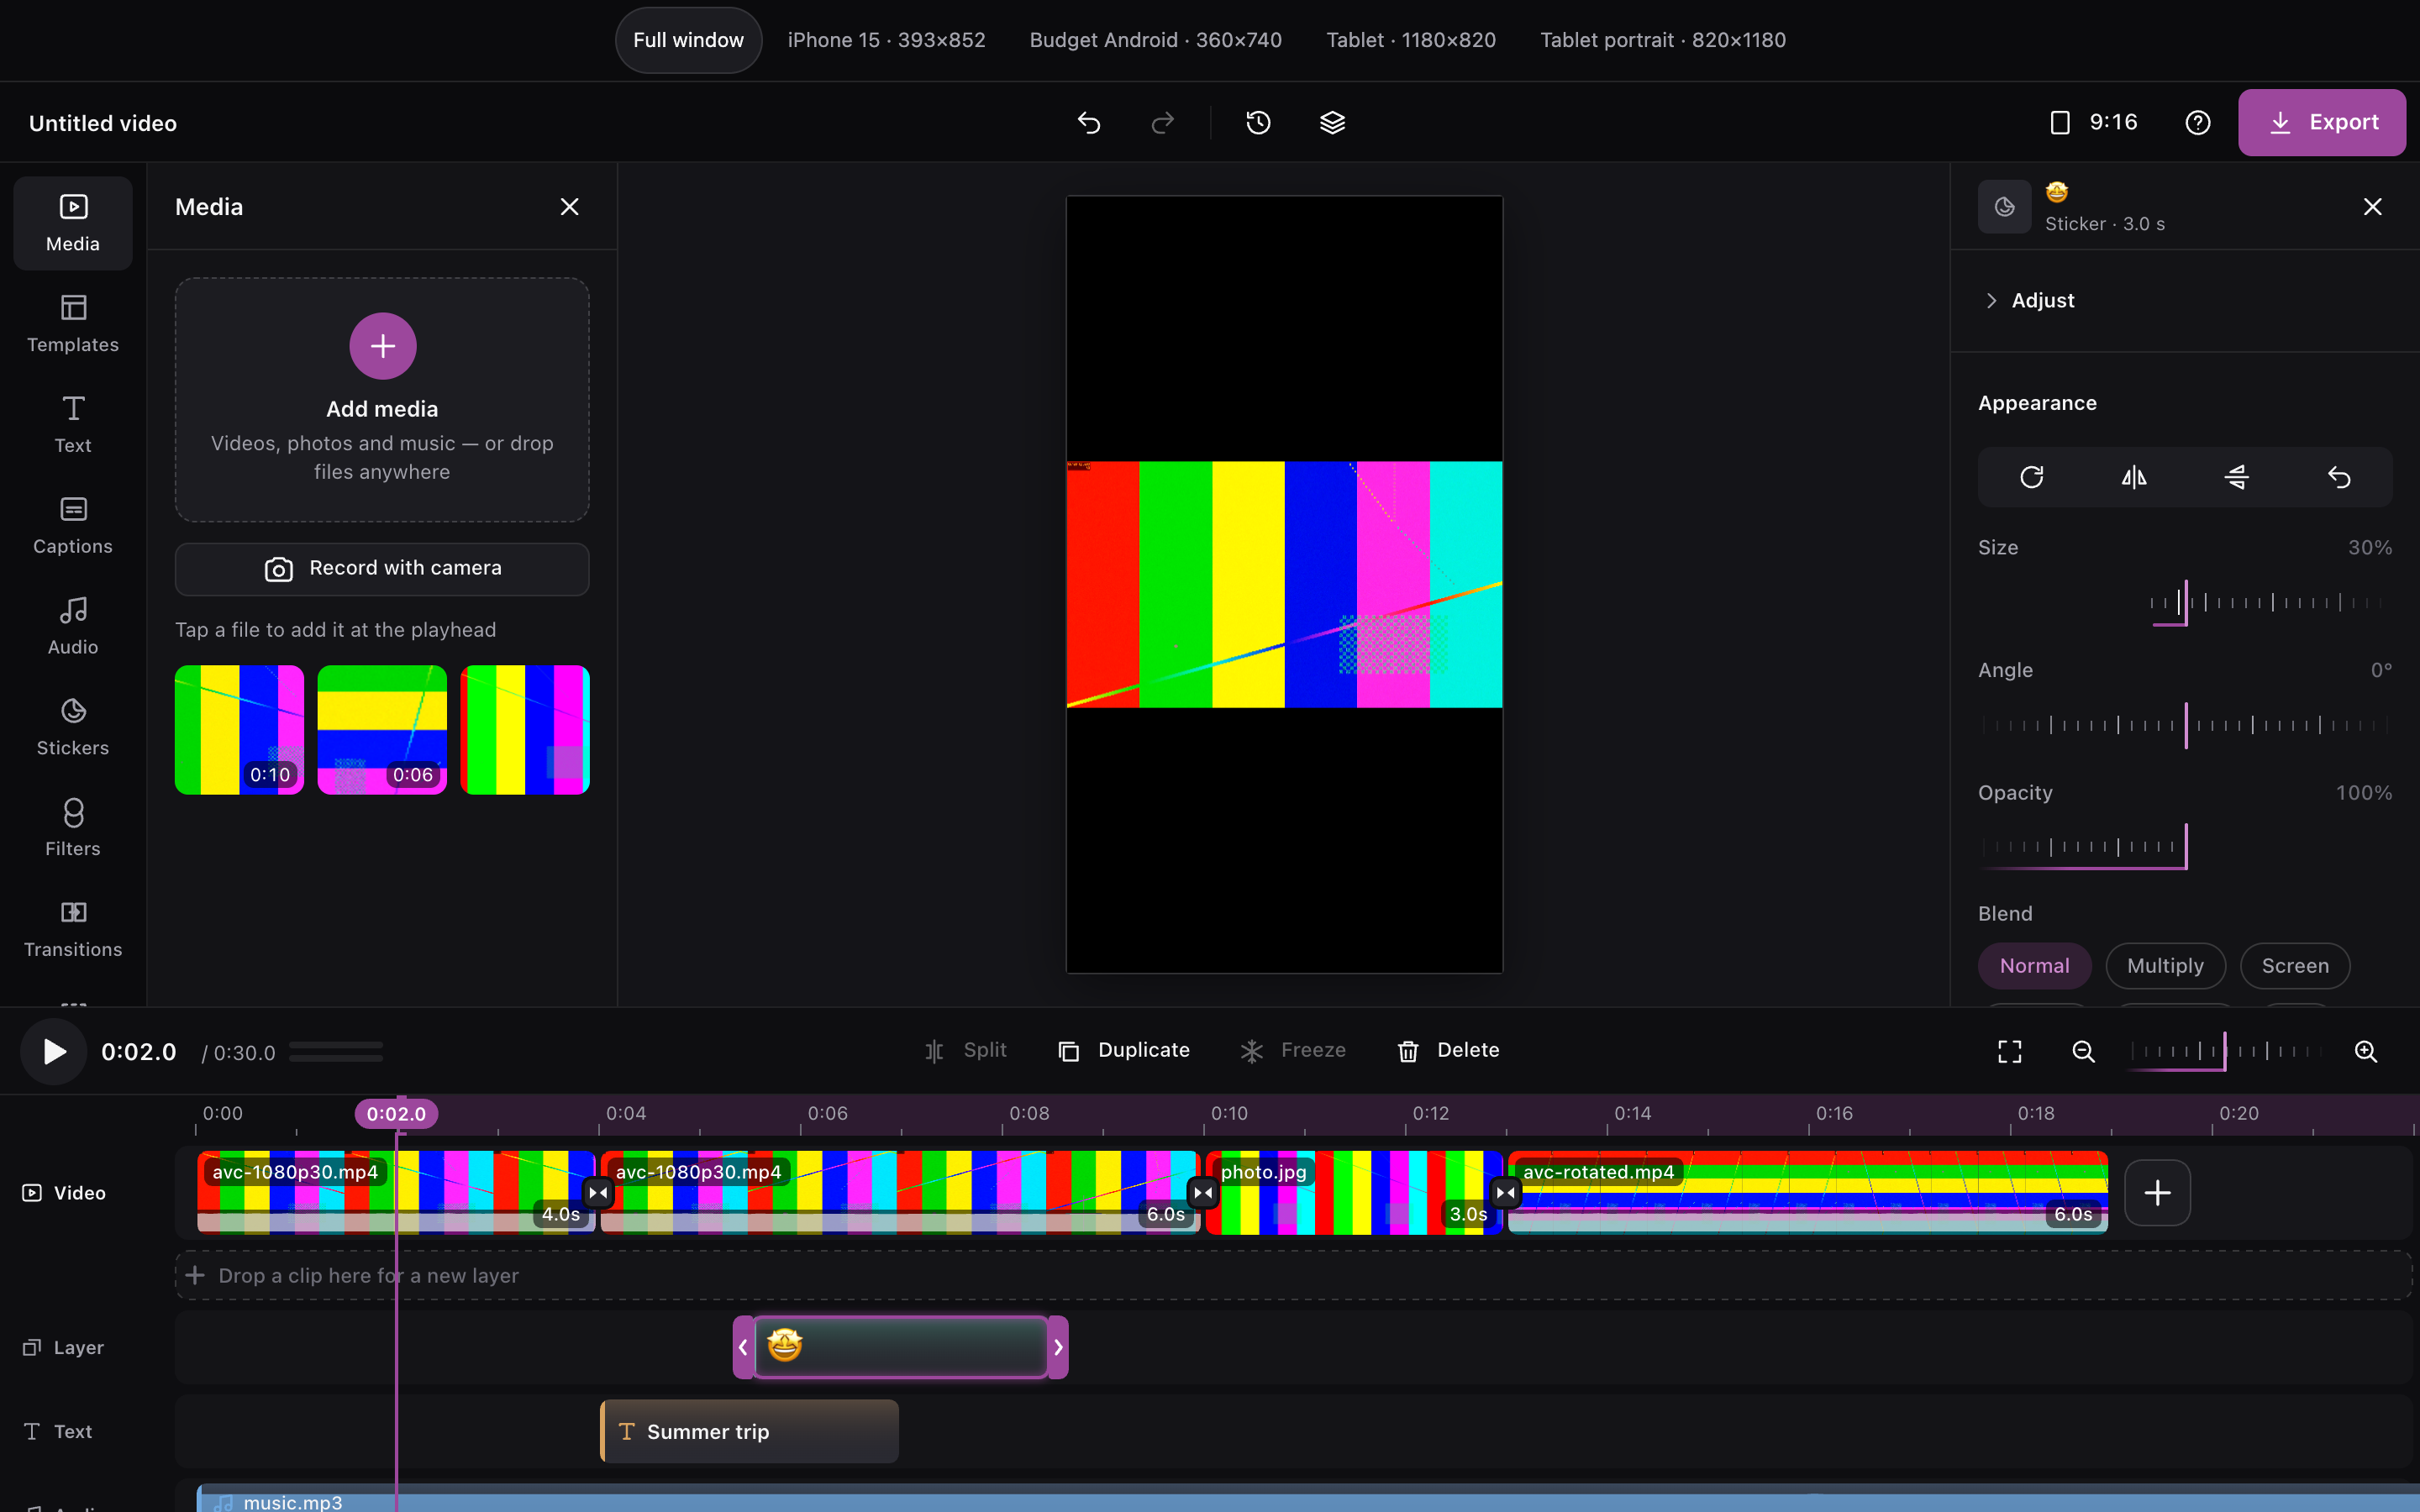 Full window
iPhone 15 · 393×852
Budget Android · 360×740
Tablet · 1180×820
Tablet portrait · 820×1180
Untitled video
9:16
Export
Media
Templates
Text
Captions
Audio
Stickers
Filters
Transitions
Media
Add media
Videos, photos and music — or drop
files anywhere
Record with camera
Tap a file to add it at the playhead
0:10
0:06
🤩
Sticker · 3.0 s
Adjust
Appearance
Size 30%
Angle 0°
Opacity 100%
Blend
Normal Multiply Screen
0:02.0 / 0:30.0
Split Duplicate Freeze Delete
0:00 0:02.0 0:04 0:06 0:08 0:10 0:12 0:14 0:16 0:18 0:20
Video
avc-1080p30.mp4 4.0s
avc-1080p30.mp4 6.0s
photo.jpg 3.0s
avc-rotated.mp4 6.0s
Drop a clip here for a new layer
Layer
🤩
Text
Summer trip
music.mp3